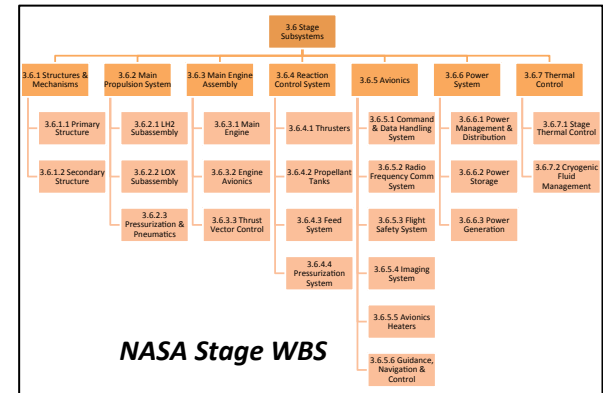 3.6 Stage
Subsystems
3.6.1 Structures &
Mechanisms
3.6.1.1 Primary
Structure
3.6.1.2 Secondary
Structure
3.6.2 Main
Propulsion System
3.6.2.1 LH2
Subassembly
3.6.2.2 LOX
Subassembly
3.6.2.3
Pressurization &
Pneumatics
3.6.3 Main Engine
Assembly
3.6.3.1 Main
Engine
3.6.3.2 Engine
Avionics
3.6.3.3 Thrust
Vector Control
3.6.4 Reaction
Control System
3.6.4.1 Thrusters
3.6.4.2 Propellant
Tanks
3.6.4.3 Feed
System
3.6.4.4
Pressurization
System
3.6.5 Avionics
3.6.5.1 Command
& Data Handling
System
3.6.5.2 Radio
Frequency Comm
System
3.6.5.3 Flight
Safety System
3.6.5.4 Imaging
System
3.6.5.5 Avionics
Heaters
3.6.5.6 Guidance,
Navigation &
Control
3.6.6 Power
System
3.6.6.1 Power
Management &
Distribution
3.6.6.2 Power
Storage
3.6.6.3 Power
Generation
3.6.7 Thermal
Control
3.6.7.1 Stage
Thermal Control
3.6.7.2 Cryogenic
Fluid Management
NASA Stage WBS